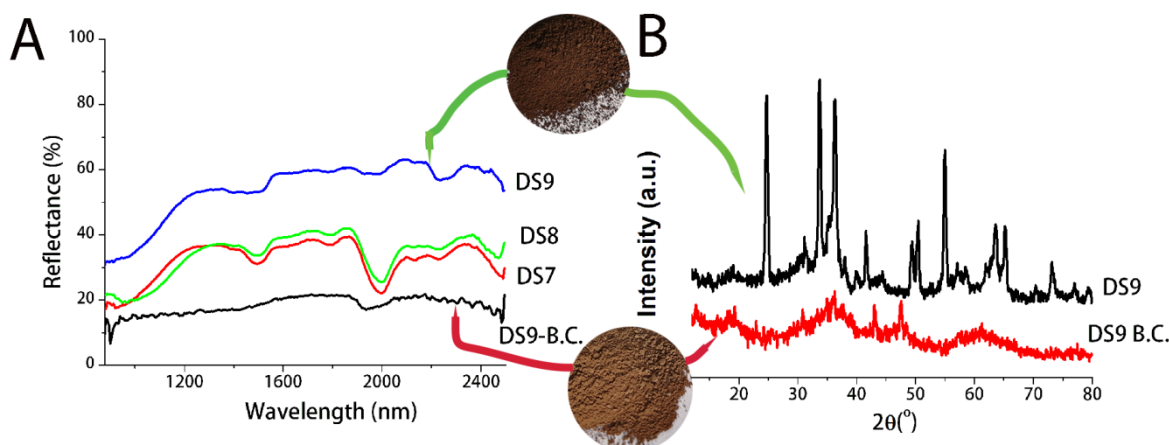 A
Reflectance (%)
100
80
60
40
20
0
1200
1600
2000
2400
Wavelength (nm)
DS9
DS8
DS7
DS9-B.C.
B
Intensity (a.u.)
20
30
40
50
60
70
80
2θ(°)
DS9
DS9 B.C.